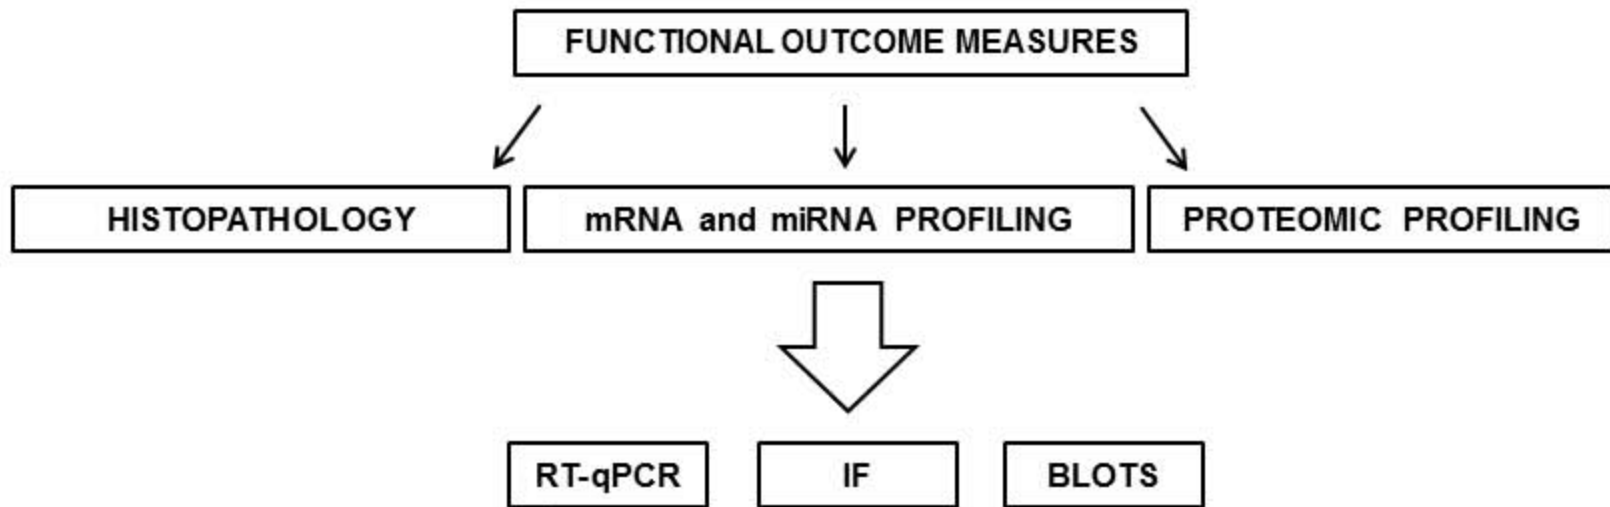 FUNCTIONAL OUTCOME MEASURES
HISTOPATHOLOGY
mRNA and miRNA PROFILING
PROTEOMIC PROFILING
RT-qPCR
IF
BLOTS